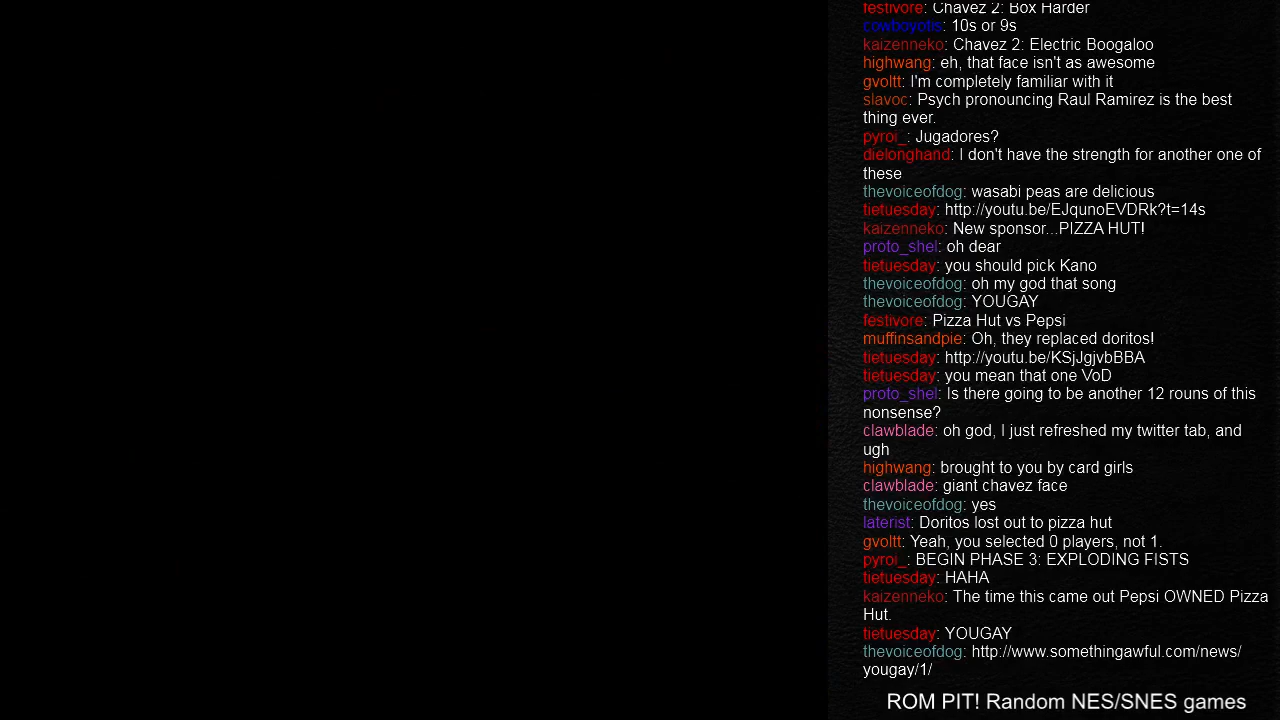 festivore: Chavez 2: Box Harder
cowboyotis: 10s or 9s
kaizenneko: Chavez 2: Electric Boogaloo
highwang: eh, that face isn't as awesome
gvoltt: I'm completely familiar with it
slavoc: Psych pronouncing Raul Ramirez is the best
thing ever.
pyroi_: Jugadores?
dielonghand: I don't have the strength for another one of
these
thevoiceofdog: wasabi peas are delicious
tietuesday: http://youtu.be/EJqunoEVDRk?t=14s
kaizenneko: New sponsor...PIZZA HUT!
proto_shel: oh dear
tietuesday: you should pick Kano
thevoiceofdog: oh my god that song
thevoiceofdog: YOUGAY
festivore: Pizza Hut vs Pepsi
muffinsandpie: Oh, they replaced doritos!
tietuesday: http://youtu.be/KSjJgjvbBBA
tietuesday: you mean that one VoD
proto_shel: Is there going to be another 12 rouns of this
nonsense?
clawblade: oh god, I just refreshed my twitter tab, and
ugh
highwang: brought to you by card girls
clawblade: giant chavez face
thevoiceofdog: yes
laterist: Doritos lost out to pizza hut
gvoltt: Yeah, you selected 0 players, not 1.
pyroi_: BEGIN PHASE 3: EXPLODING FISTS
tietuesday: HAHA
kaizenneko: The time this came out Pepsi OWNED Pizza
Hut.
tietuesday: YOUGAY
thevoiceofdog: http://www.somethingawful.com/news/
yougay/1/
ROM PIT! Random NES/SNES games